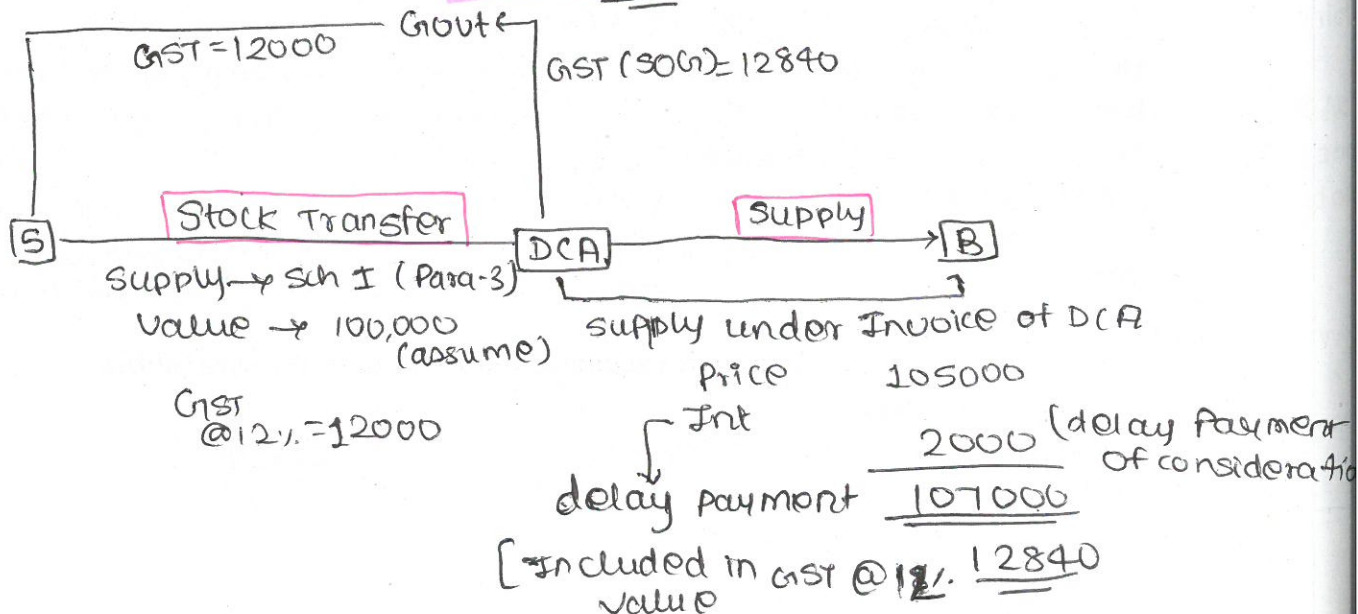 Govt
GST = 12000
GST (SOG) = 12840
Stock Transfer
Supply
S
DCA
B
Supply → Sch I (Para-3)
Value → 100,000
(assume)
supply under Invoice of DCA
Price 105000
GST
@12%. = 12000
Int
2000 (delay Payment
of consideratio
delay payment 107000
[Included in GST @ 12%. 12840
value